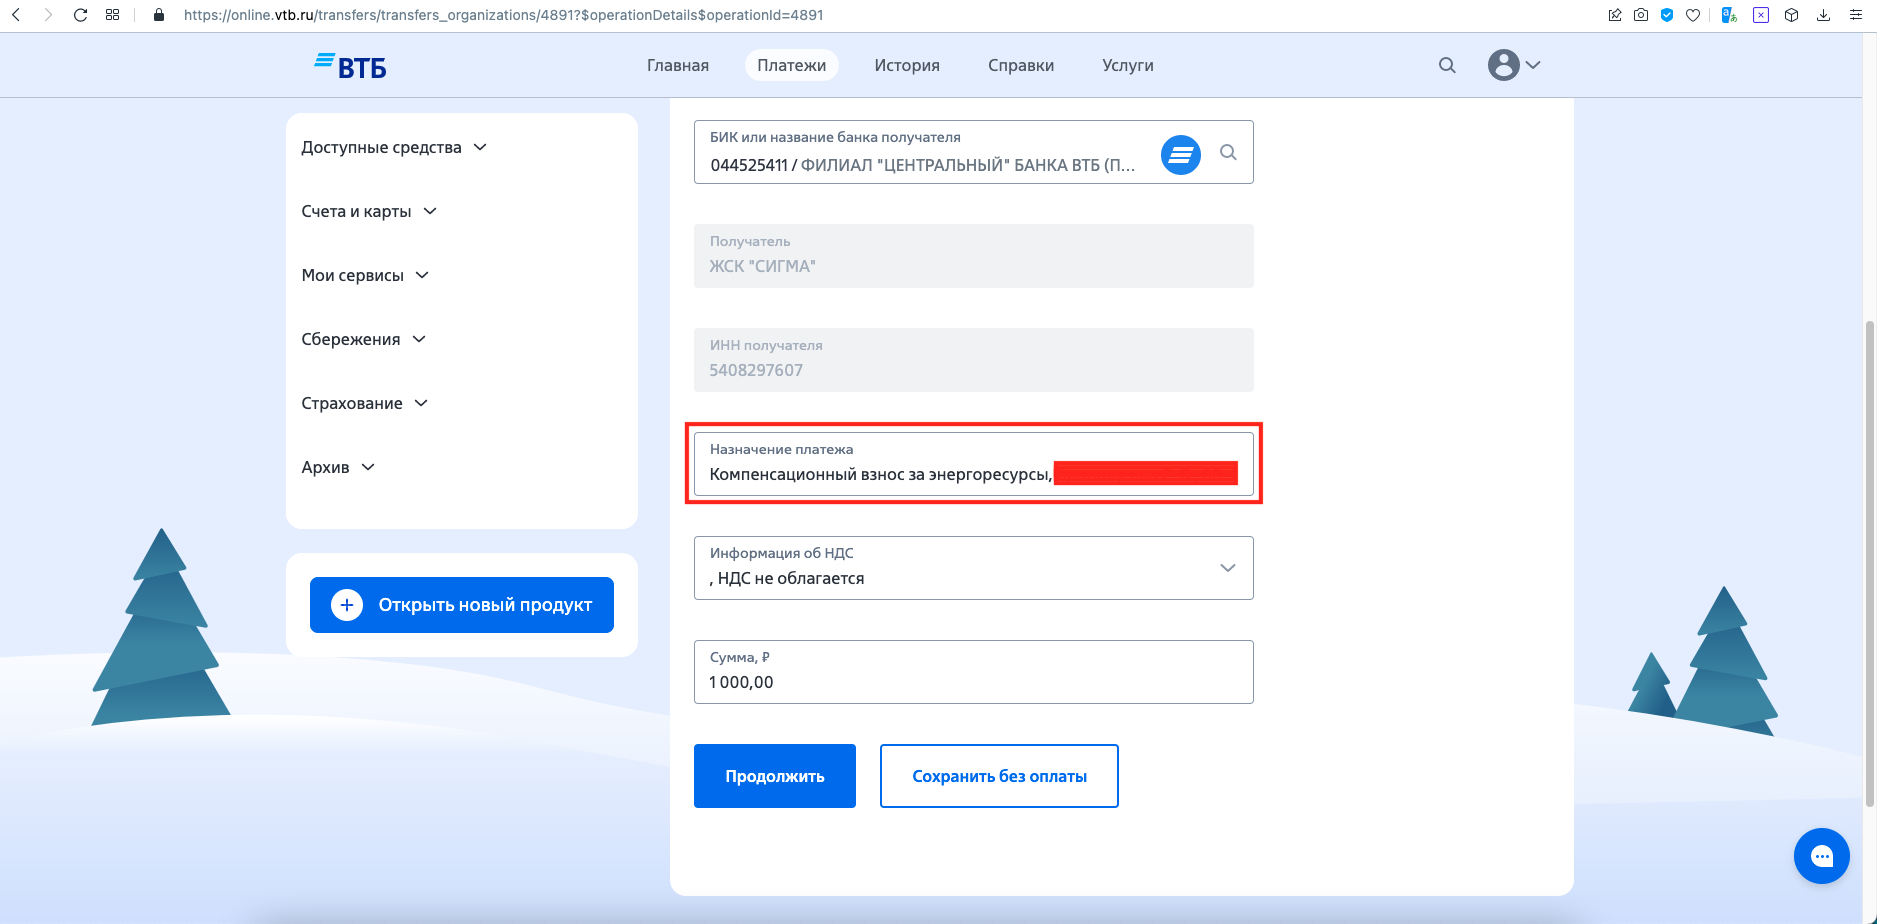 https://online.vtb.ru/transfers/transfers_organizations/4891?$operationDetails$operationId=4891
ВТБ
Главная
Платежи
История
Справки
Услуги
Доступные средства
Счета и карты
Мои сервисы
Сбережения
Страхование
Архив
Открыть новый продукт
БИК или название банка получателя
044525411 / ФИЛИАЛ "ЦЕНТРАЛЬНЫЙ" БАНКА ВТБ (П...
Получатель
ЖСК "СИГМА"
ИНН получателя
5408297607
Назначение платежа
Компенсационный взнос за энергоресурсы,
Информация об НДС
, НДС не облагается
Сумма, ₽
1 000,00
Продолжить
Сохранить без оплаты